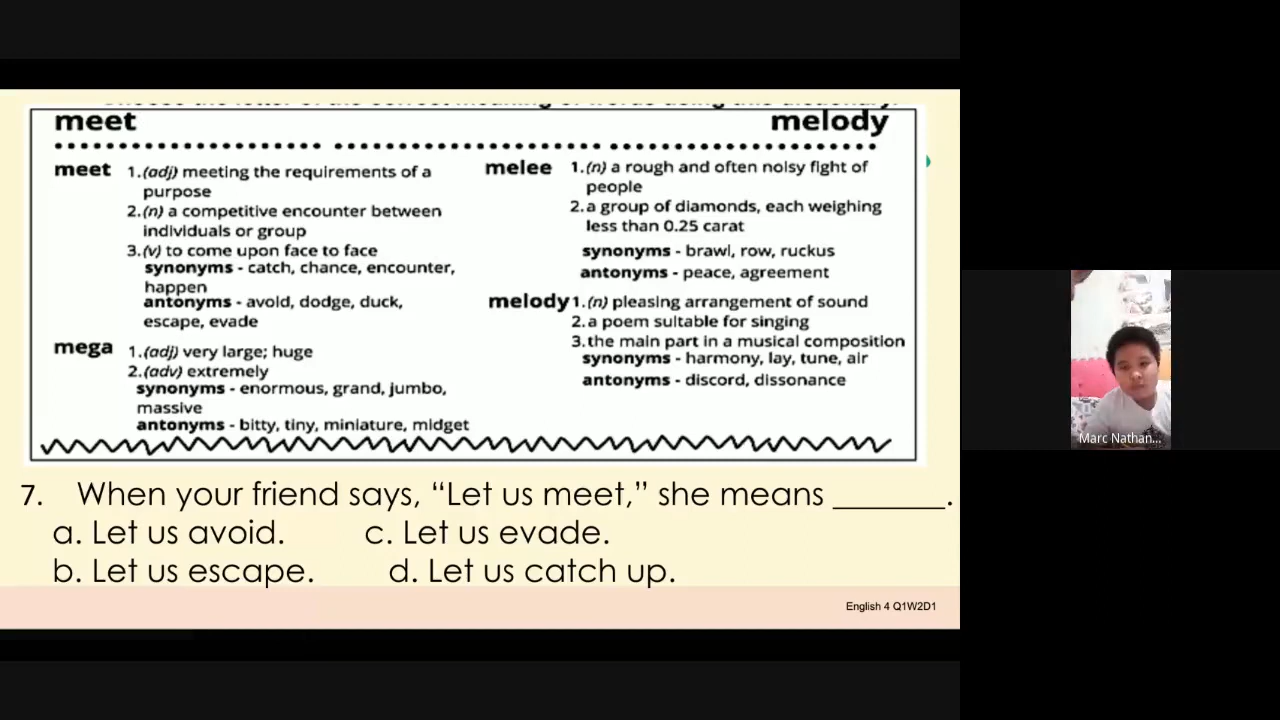 meet melody
meet 1.(adj) meeting the requirements of a
purpose
2.(n) a competitive encounter between
individuals or group
3.(v) to come upon face to face
synonyms - catch, chance, encounter,
happen
antonyms - avoid, dodge, duck,
escape, evade
mega 1.(adj) very large; huge
2.(adv) extremely
synonyms - enormous, grand, jumbo,
massive
antonyms - bitty, tiny, miniature, midget
melee 1.(n) a rough and often noisy fight of
people
2.a group of diamonds, each weighing
less than 0.25 carat
synonyms - brawl, row, ruckus
antonyms - peace, agreement
melody 1.(n) pleasing arrangement of sound
2.a poem suitable for singing
3.the main part in a musical composition
synonyms - harmony, lay, tune, air
antonyms - discord, dissonance
7. When your friend says, “Let us meet,” she means _______.
a. Let us avoid. c. Let us evade.
b. Let us escape. d. Let us catch up.
English 4 Q1W2D1
Marc Nathan...